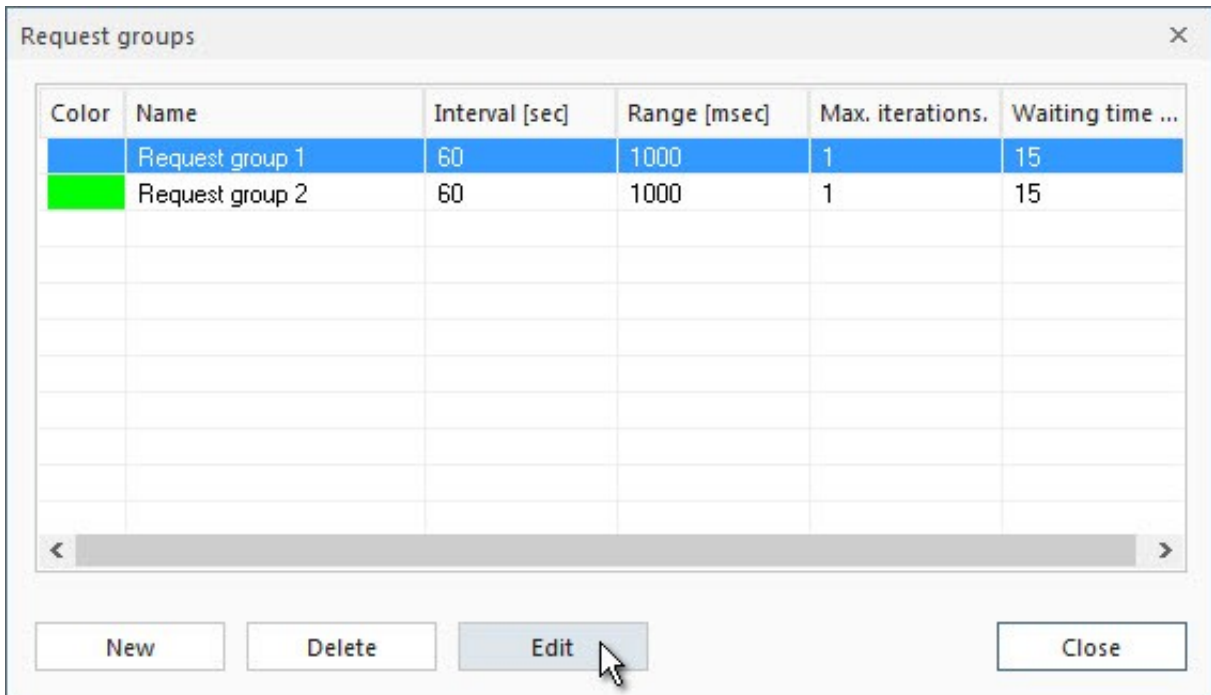 Request groups
Color Name Interval [sec] Range [msec] Max. iterations. Waiting time ...
Request group 1 60 1000 1 15
Request group 2 60 1000 1 15
New Delete Edit Close